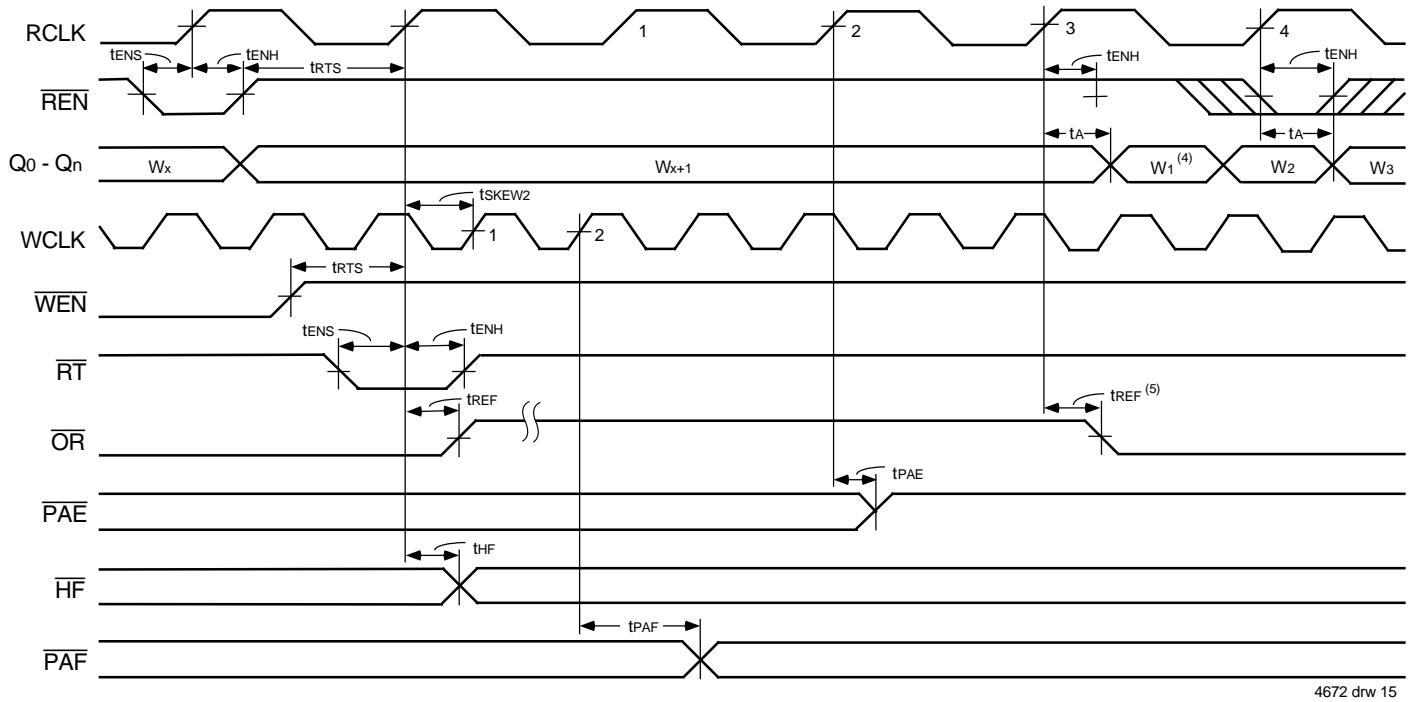 RCLK 1 2 3 4
tENS tENH tRTS tENH tENH
REN
tA tA
Q0 - Qn Wx Wx+1 W1 (4) W2 W3
tSKEW2
WCLK 1 2
tRTS
WEN
tENS tENH
RT
tREF tREF (5)
OR
tPAE
PAE
tHF
HF
tPAF
PAF
4672 drw 15